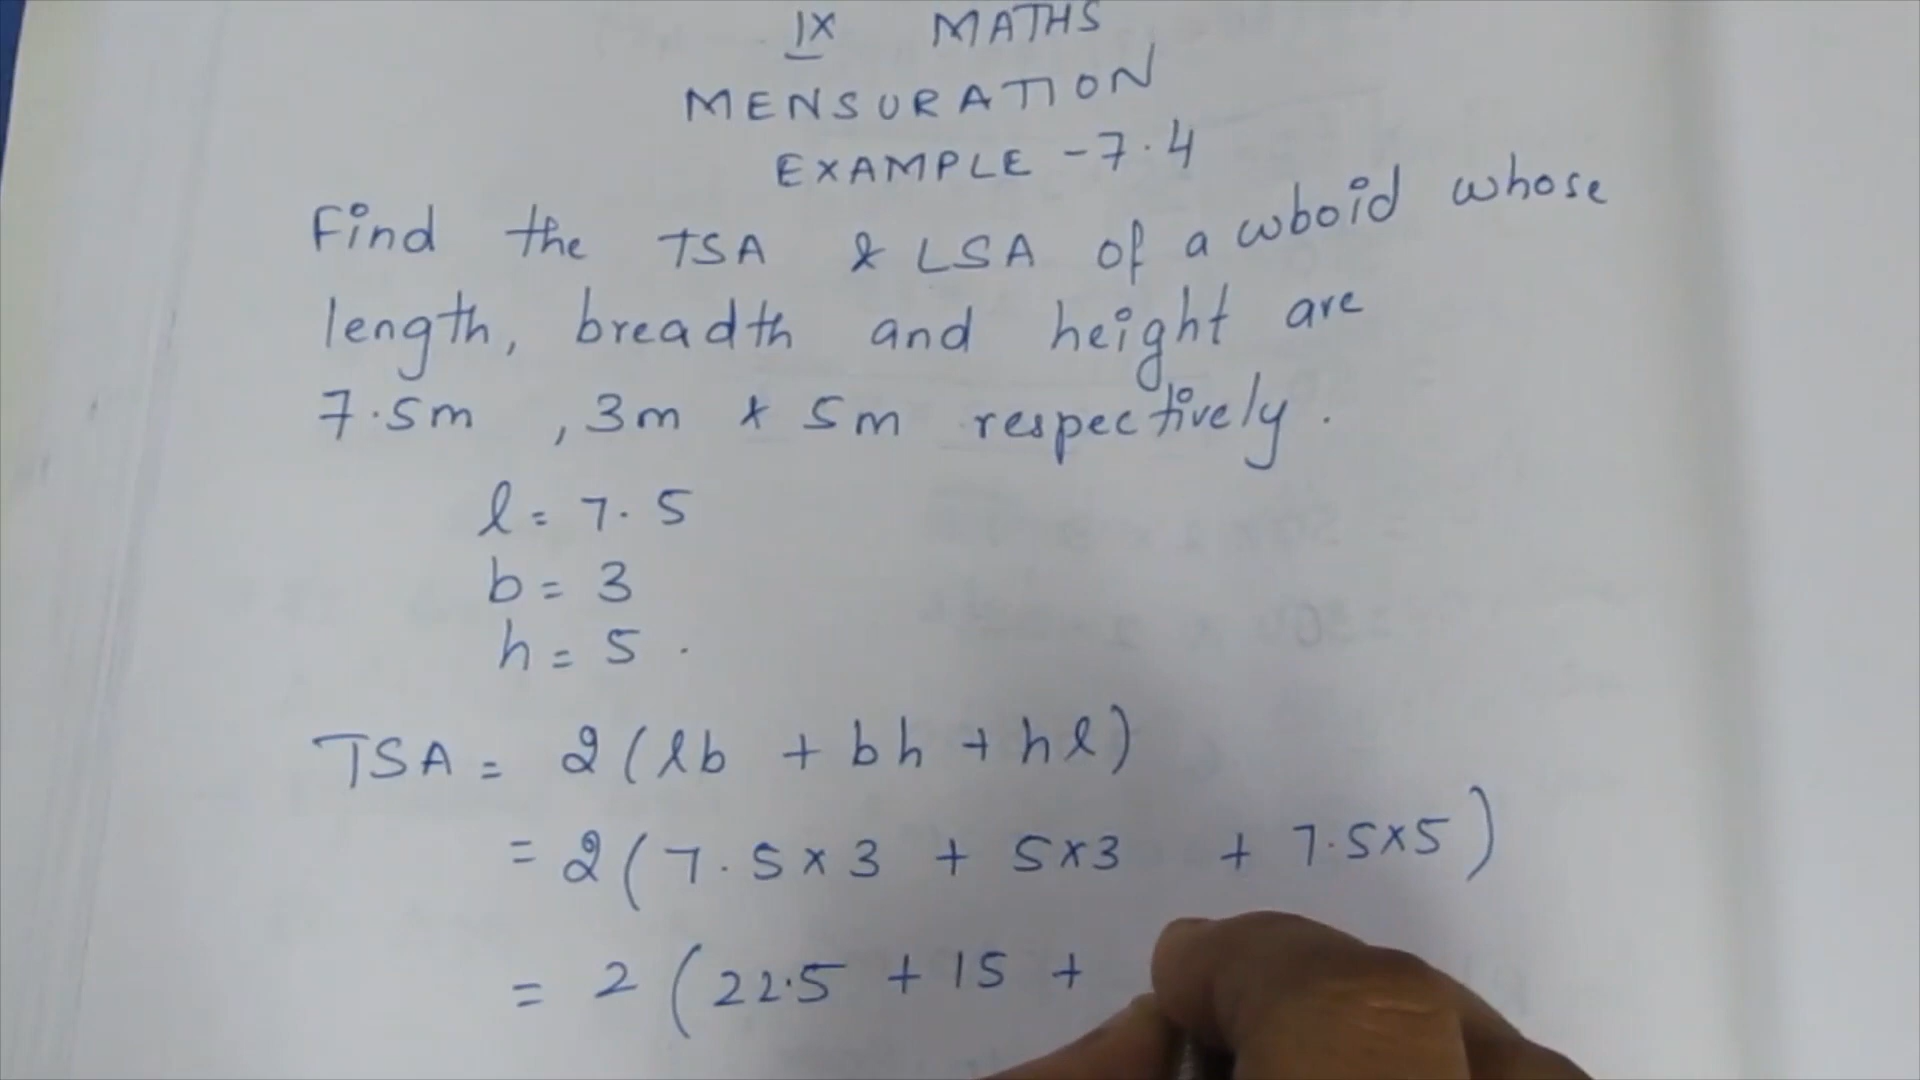 IX MATHS
MENSURATION
EXAMPLE - 7.4
Find the TSA & LSA of a cuboid whose
length, breadth and height are
7.5m , 3m & 5m respectively.
l = 7.5
b = 3
h = 5 .
TSA = 2 ( lb + bh + hl )
= 2 ( 7.5 × 3 + 5×3 + 7.5×5 )
= 2 ( 22.5 + 15 +